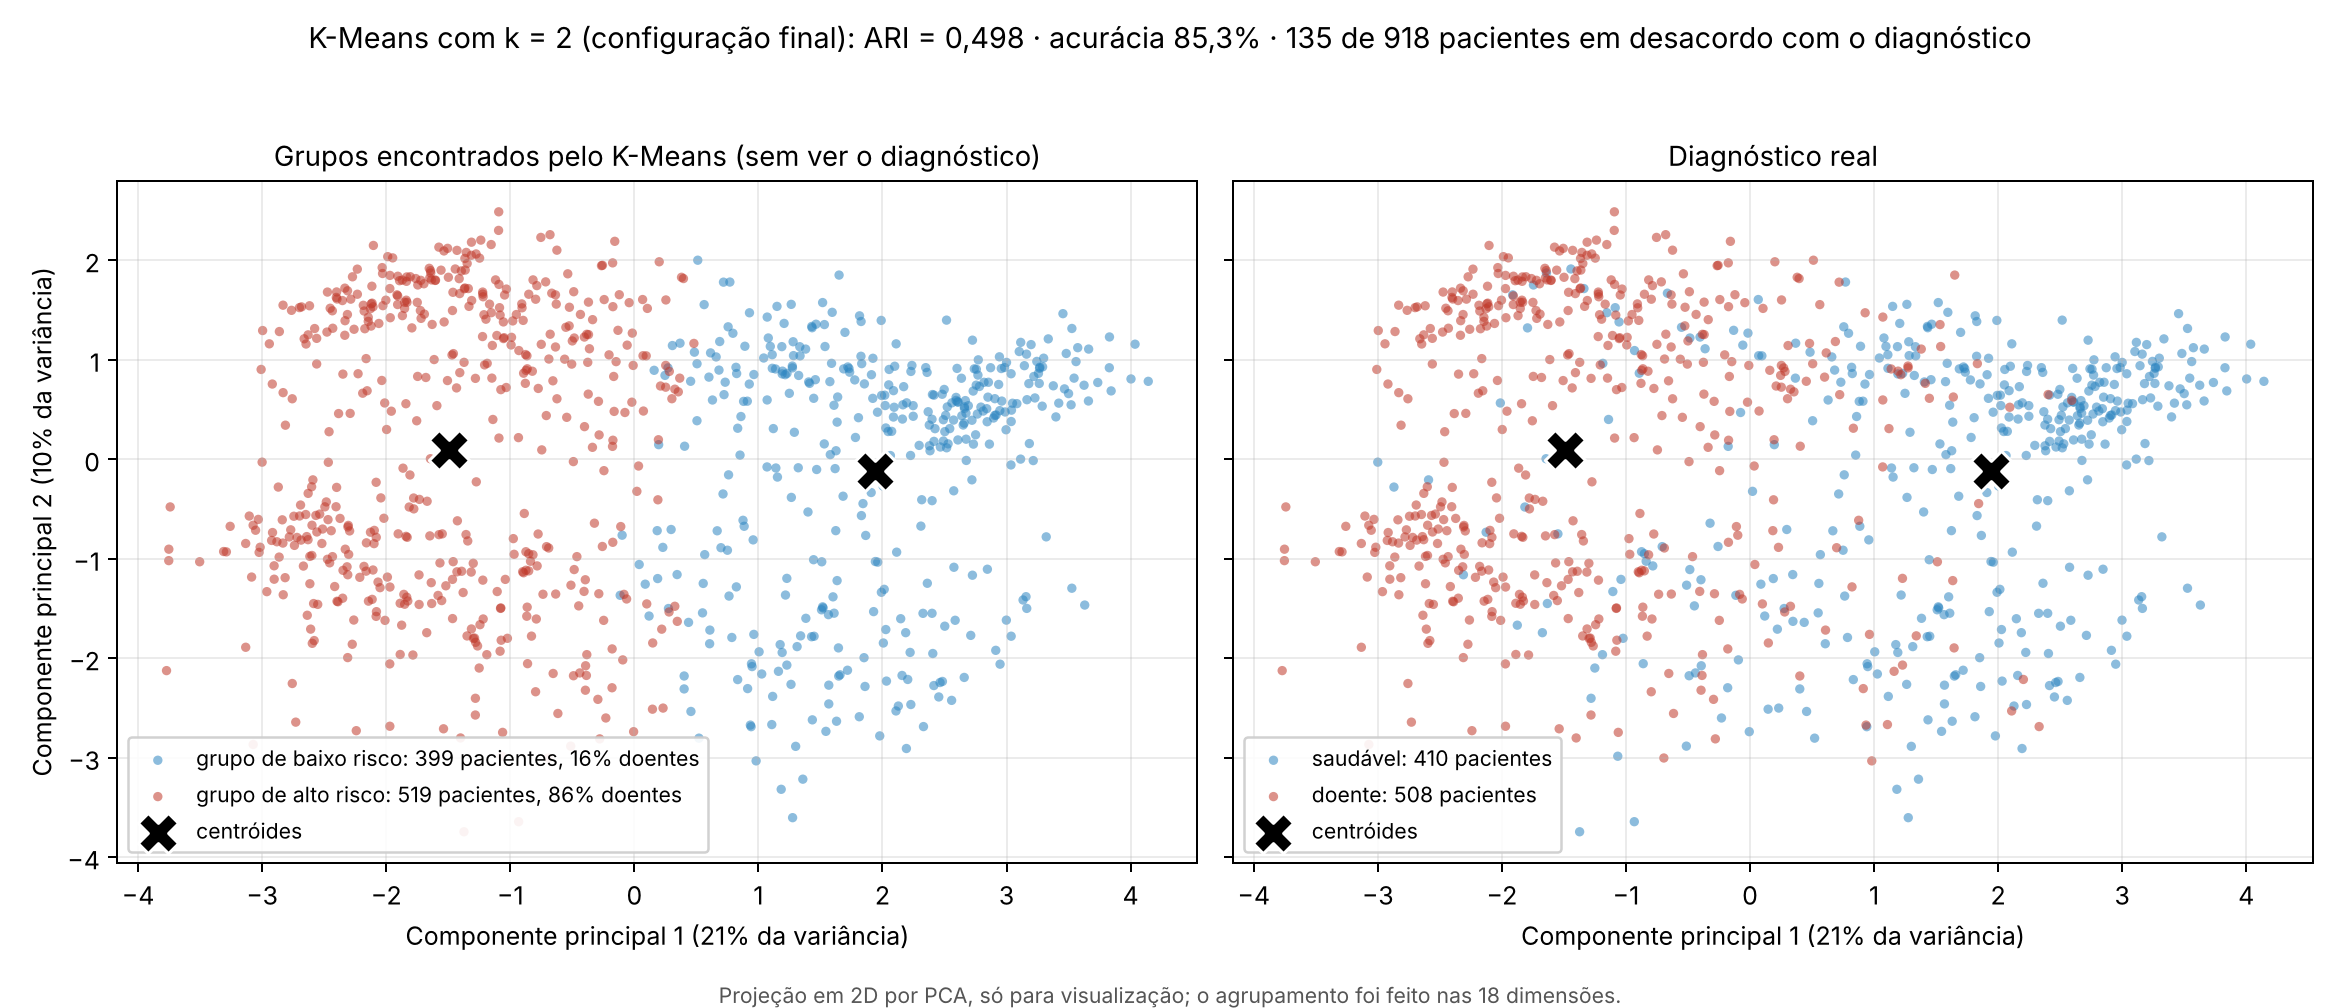 K-Means com k = 2 (configuração final): ARI = 0,498 · acurácia 85,3% · 135 de 918 pacientes em desacordo com o diagnóstico
Grupos encontrados pelo K-Means (sem ver o diagnóstico)
Componente principal 2 (10% da variância)
2
1
0
−1
−2
−3
−4
grupo de baixo risco: 399 pacientes, 16% doentes
grupo de alto risco: 519 pacientes, 86% doentes
centróides
−4 −3 −2 −1 0 1 2 3 4
Componente principal 1 (21% da variância)
Diagnóstico real
saudável: 410 pacientes
doente: 508 pacientes
centróides
−4 −3 −2 −1 0 1 2 3 4
Componente principal 1 (21% da variância)
Projeção em 2D por PCA, só para visualização; o agrupamento foi feito nas 18 dimensões.